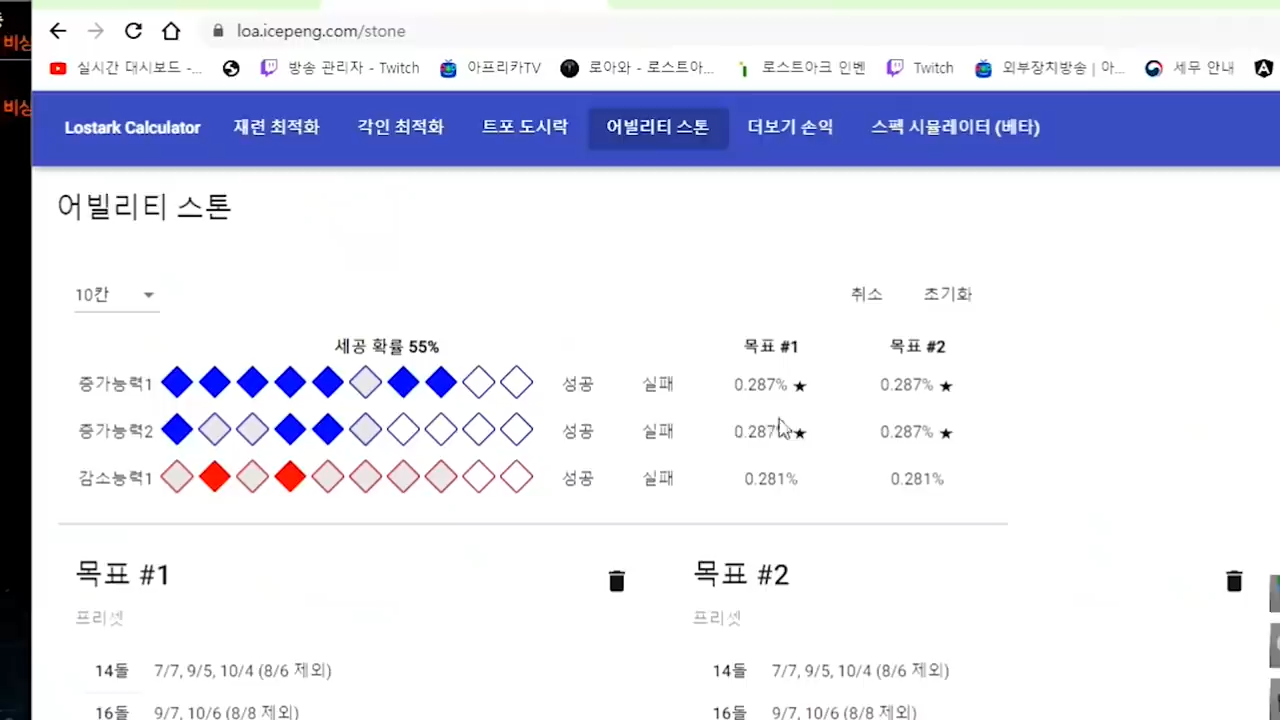 비상
loa.icepeng.com/stone
실시간 대시보드 -... 방송 관리자 - Twitch 아프리카TV 로아와 - 로스트아... 로스트아크 인벤 Twitch 외부장치방송 | 아... 세무 안내
비상
Lostark Calculator 재련 최적화 각인 최적화 트포 도시락 어빌리티 스톤 더보기 손익 스펙 시뮬레이터 (베타)
어빌리티 스톤
10칸 취소 초기화
세공 확률 55% 목표 #1 목표 #2
증가능력1 성공 실패 0.287% ★ 0.287% ★
증가능력2 성공 실패 0.287% ★ 0.287% ★
감소능력1 성공 실패 0.281% 0.281%
목표 #1 목표 #2
프리셋 프리셋
14돌 7/7, 9/5, 10/4 (8/6 제외) 14돌 7/7, 9/5, 10/4 (8/6 제외)
16돌 9/7, 10/6 (8/8 제외) 16돌 9/7, 10/6 (8/8 제외)